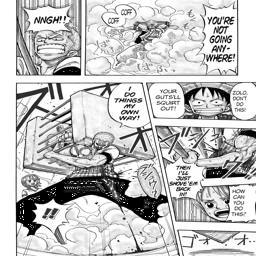 NNGH!!
COFF
COFF
YOU'RE
NOT
GOING
ANY-
WHERE!
I DO
THINGS
MY OWN
WAY!
YOUR
GUTS'LL
SQUIRT
OUT!
ZOLO,
DON'T
DO
THIS!
THEN
I'LL
JUST
SHOVE 'EM
BACK
IN!
HOW
CAN YOU
DO
THIS?
!!